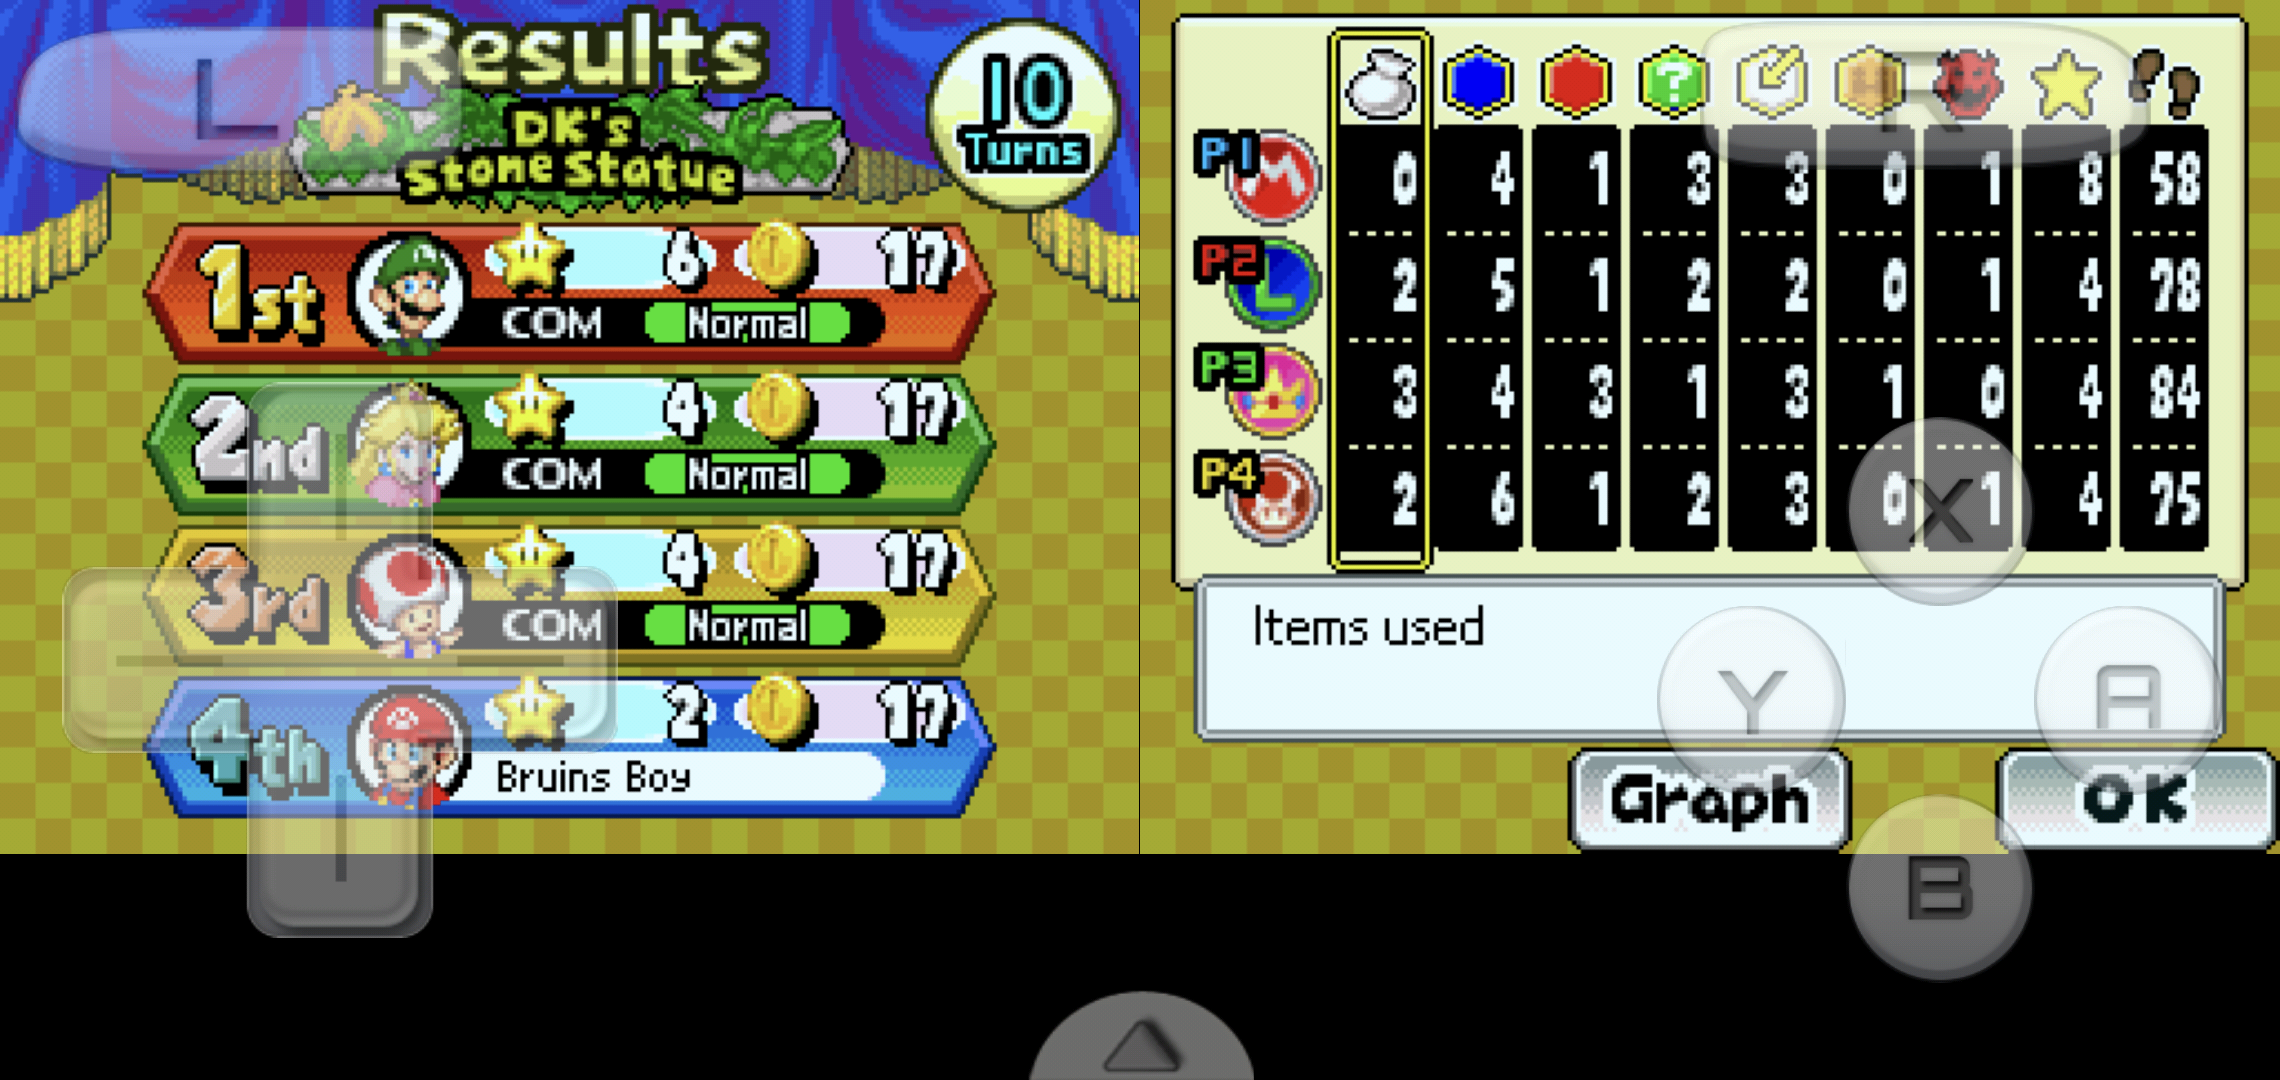 Results
DK's
Stone Statue
10
Turns
1st 6 17
COM Normal
2nd 4 17
COM Normal
3rd 4 17
COM Normal
4th 2 17
Bruins Boy
L
?
R
P1 0 4 1 3 3 0 1 8 58
P2 2 5 1 2 2 0 1 4 78
P3 3 4 3 1 3 1 0 4 84
P4 2 6 1 2 3 0 1 4 75
Items used
X
Y
A
Graph
OK
B